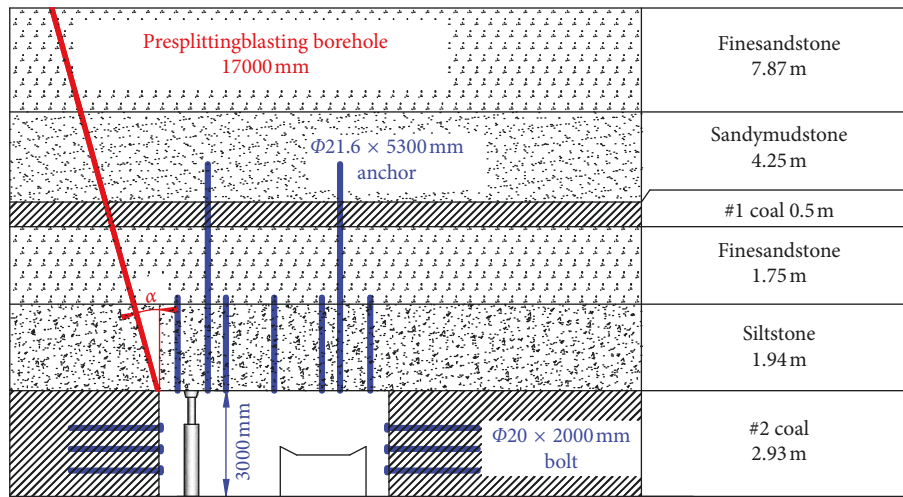 Presplittingblasting borehole
17000 mm
Finesandstone
7.87 m
Φ21.6 × 5300 mm
anchor
Sandymudstone
4.25 m
#1 coal 0.5 m
Finesandstone
1.75 m
α
Siltstone
1.94 m
3000 mm
Φ20 × 2000 mm
bolt
#2 coal
2.93 m